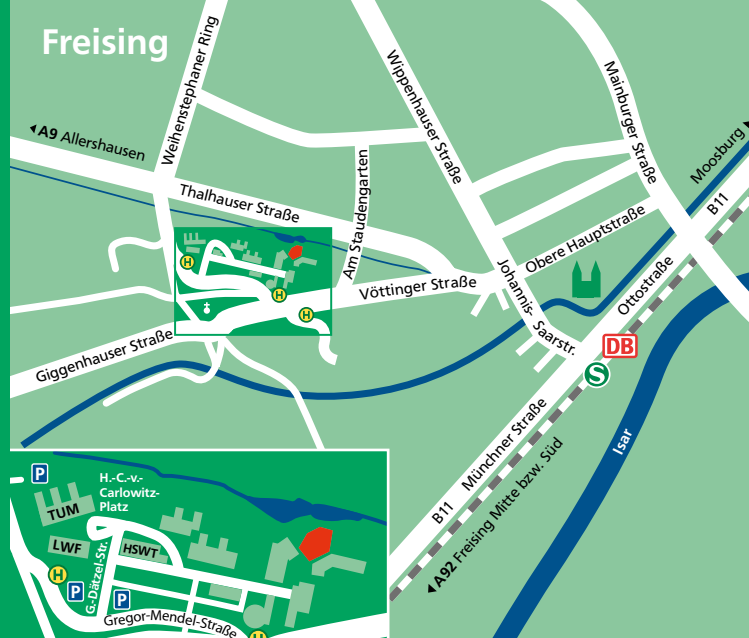 Freising
Weihenstephaner Ring
Wippenhauser Straße
Mainburger Straße
A9 Allershausen
Moosburg
B11
Thalhauser Straße
Am Staudengarten
Obere Hauptstraße
H
H
H
Vöttinger Straße
Johannis-
Ottostraße
Saarstr.
DB
S
Giggenhauser Straße
Isar
Münchner Straße
B11
A92 Freising Mitte bzw. Süd
P
H.-C.-v.-
Carlowitz-
Platz
TUM
LWF
HSWT
G.-Dätzel-Str.
H
P
P
Gregor-Mendel-Straße
H